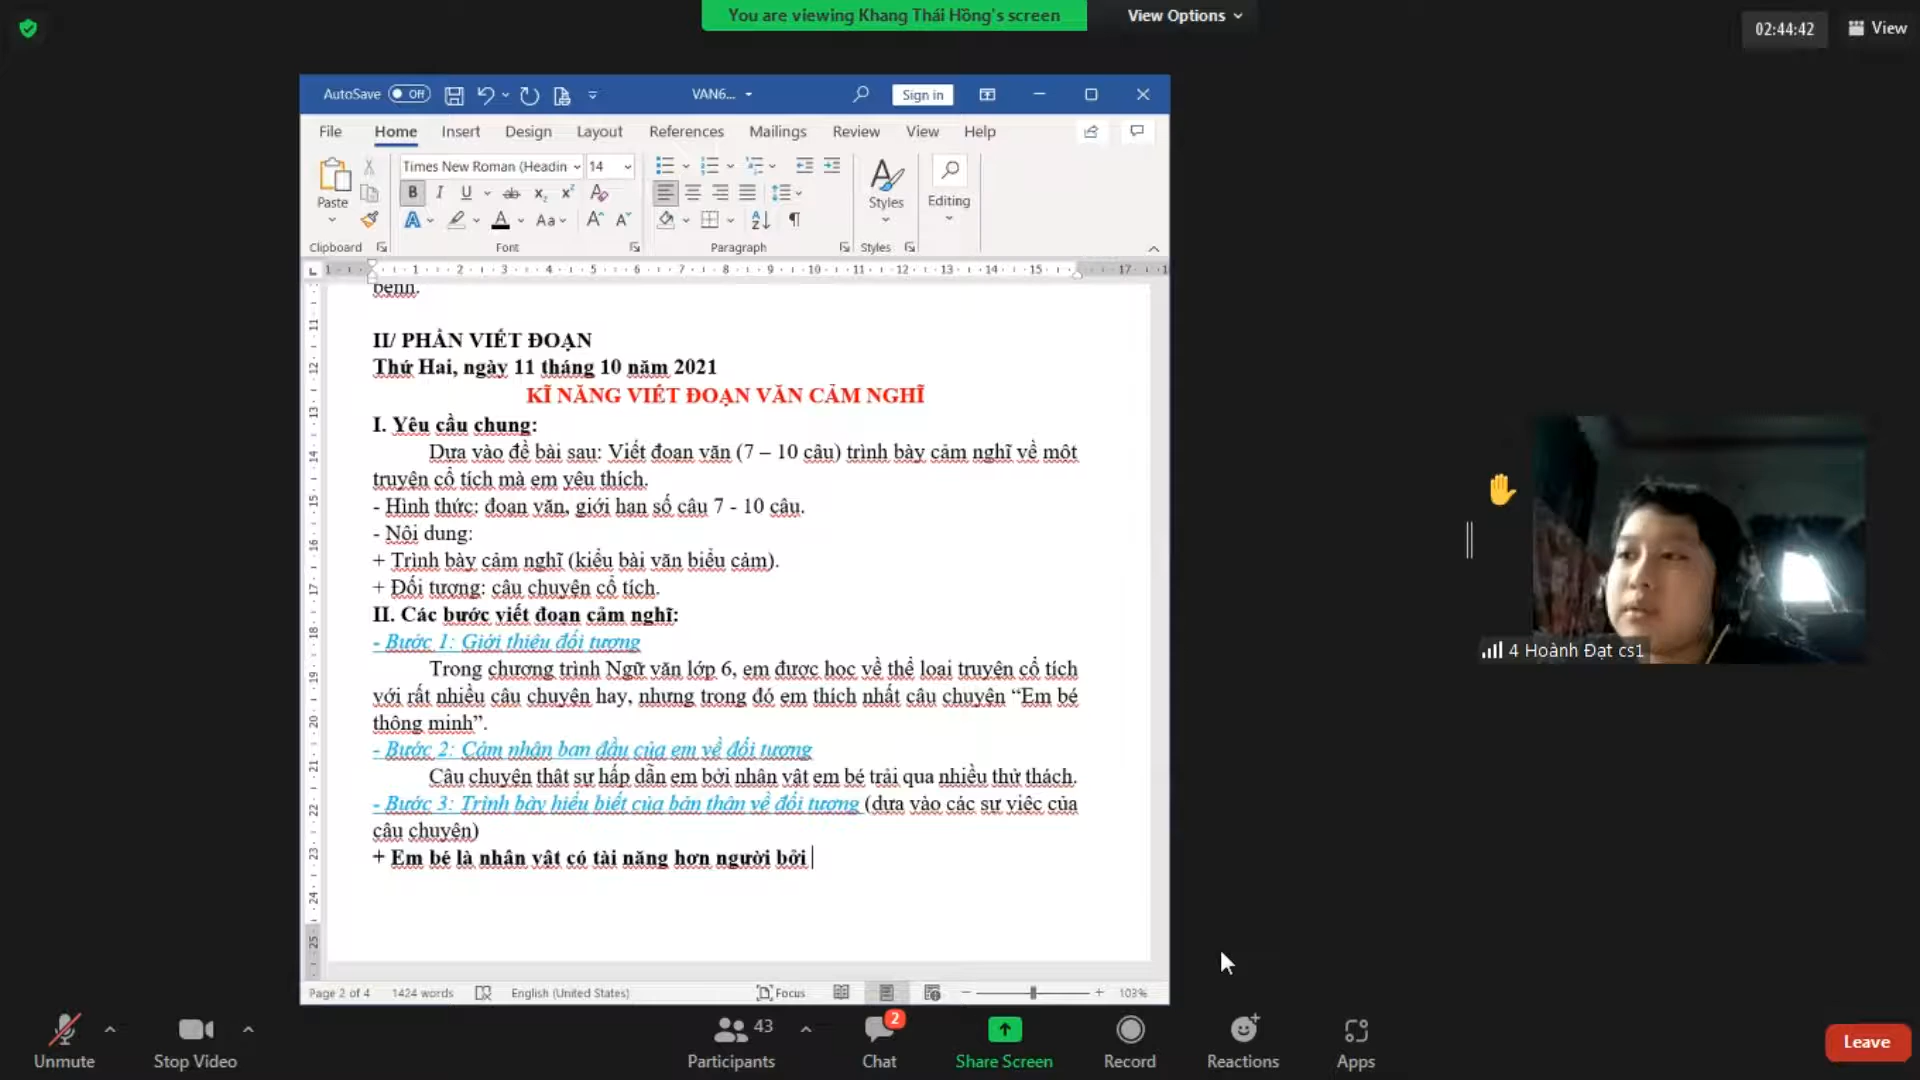 You are viewing Khang Thái Hồng's screen
View Options
02:44:42
View
AutoSave Off
VAN6...
Sign in
File Home Insert Design Layout References Mailings Review View Help
Times New Roman (Headin 14
Paste
Styles
Editing
Clipboard Font Paragraph Styles
bệnh.
II/ PHẦN VIẾT ĐOẠN
Thứ Hai, ngày 11 tháng 10 năm 2021
KĨ NĂNG VIẾT ĐOẠN VĂN CẢM NGHĨ
I. Yêu cầu chung:
Dựa vào đề bài sau: Viết đoạn văn (7 – 10 câu) trình bày cảm nghĩ về một
truyện cổ tích mà em yêu thích.
- Hình thức: đoạn văn, giới hạn số câu 7 - 10 câu.
- Nội dung:
+ Trình bày cảm nghĩ (kiểu bài văn biểu cảm).
+ Đối tượng: câu chuyện cổ tích.
II. Các bước viết đoạn cảm nghĩ:
- Bước 1: Giới thiệu đối tượng
Trong chương trình Ngữ văn lớp 6, em được học về thể loại truyện cổ tích
với rất nhiều câu chuyện hay, nhưng trong đó em thích nhất câu chuyện “Em bé
thông minh”.
- Bước 2: Cảm nhận ban đầu của em về đối tượng
Câu chuyện thật sự hấp dẫn em bởi nhân vật em bé trải qua nhiều thử thách.
- Bước 3: Trình bày hiểu biết của bản thân về đối tượng (dựa vào các sự việc của
câu chuyện)
+ Em bé là nhân vật có tài năng hơn người bởi
4 Hoành Đạt cs1
Page 2 of 4 1424 words English (United States) Focus 103%
Unmute Stop Video Participants 43 Chat 2 Share Screen Record Reactions Apps Leave